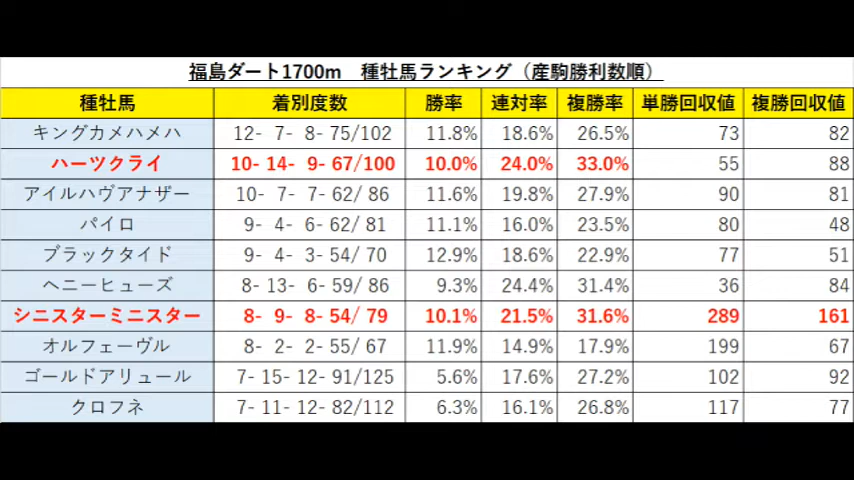 福島ダート1700m　種牡馬ランキング（産駒勝利数順）
種牡馬 着別度数 勝率 連対率 複勝率 単勝回収値 複勝回収値
キングカメハメハ 12- 7- 8- 75/102 11.8% 18.6% 26.5% 73 82
ハーツクライ 10- 14- 9- 67/100 10.0% 24.0% 33.0% 55 88
アイルハヴアナザー 10- 7- 7- 62/ 86 11.6% 19.8% 27.9% 90 81
パイロ 9- 4- 6- 62/ 81 11.1% 16.0% 23.5% 80 48
ブラックタイド 9- 4- 3- 54/ 70 12.9% 18.6% 22.9% 77 51
ヘニーヒューズ 8- 13- 6- 59/ 86 9.3% 24.4% 31.4% 36 84
シニスターミニスター 8- 9- 8- 54/ 79 10.1% 21.5% 31.6% 289 161
オルフェーヴル 8- 2- 2- 55/ 67 11.9% 14.9% 17.9% 199 67
ゴールドアリュール 7- 15- 12- 91/125 5.6% 17.6% 27.2% 102 92
クロフネ 7- 11- 12- 82/112 6.3% 16.1% 26.8% 117 77